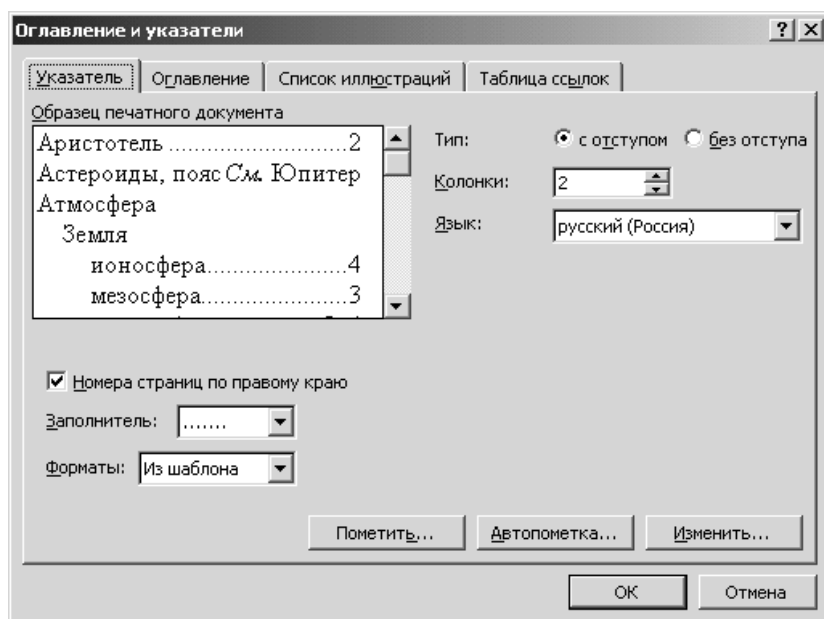 Оглавление и указатели
Указатель Оглавление Список иллюстраций Таблица ссылок
Образец печатного документа
Аристотель ..............................2
Астероиды, пояс См. Юпитер
Атмосфера
Земля
ионосфера........................4
мезосфера........................3
Тип: с отступом без отступа
Колонки: 2
Язык: русский (Россия)
Номера страниц по правому краю
Заполнитель: .......
Форматы: Из шаблона
Пометить... Автопометка... Изменить...
ОК Отмена